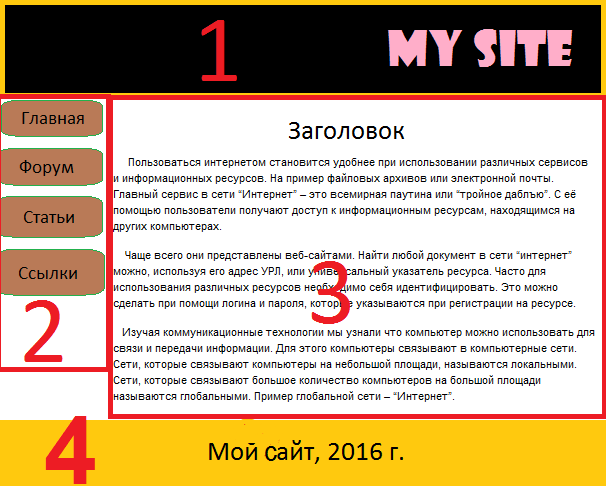 1
MY SITE
Главная
Форум
Статьи
Ссылки
2
Заголовок
Пользоваться интернетом становится удобнее при использовании различных сервисов
и информационных ресурсов. На пример файловых архивов или электронной почты.
Главный сервис в сети “Интернет” – это всемирная паутина или “тройное даблью”. С её
помощью пользователи получают доступ к информационным ресурсам, находящимся на
других компьютерах.
Чаще всего они представлены веб-сайтами. Найти любой документ в сети “интернет”
можно, используя его адрес УРЛ, или универсальный указатель ресурса. Часто для
использования различных ресурсов необходимо себя идентифицировать. Это можно
сделать при помощи логина и пароля, которые указываются при регистрации на ресурсе.
3
Изучая коммуникационные технологии мы узнали что компьютер можно использовать для
связи и передачи информации. Для этого компьютеры связывают в компьютерные сети.
Сети, которые связывают компьютеры на небольшой площади, называются локальными.
Сети, которые связывают большое количество компьютеров на большой площади
называются глобальными. Пример глобальной сети – “Интернет”.
4
Мой сайт, 2016 г.